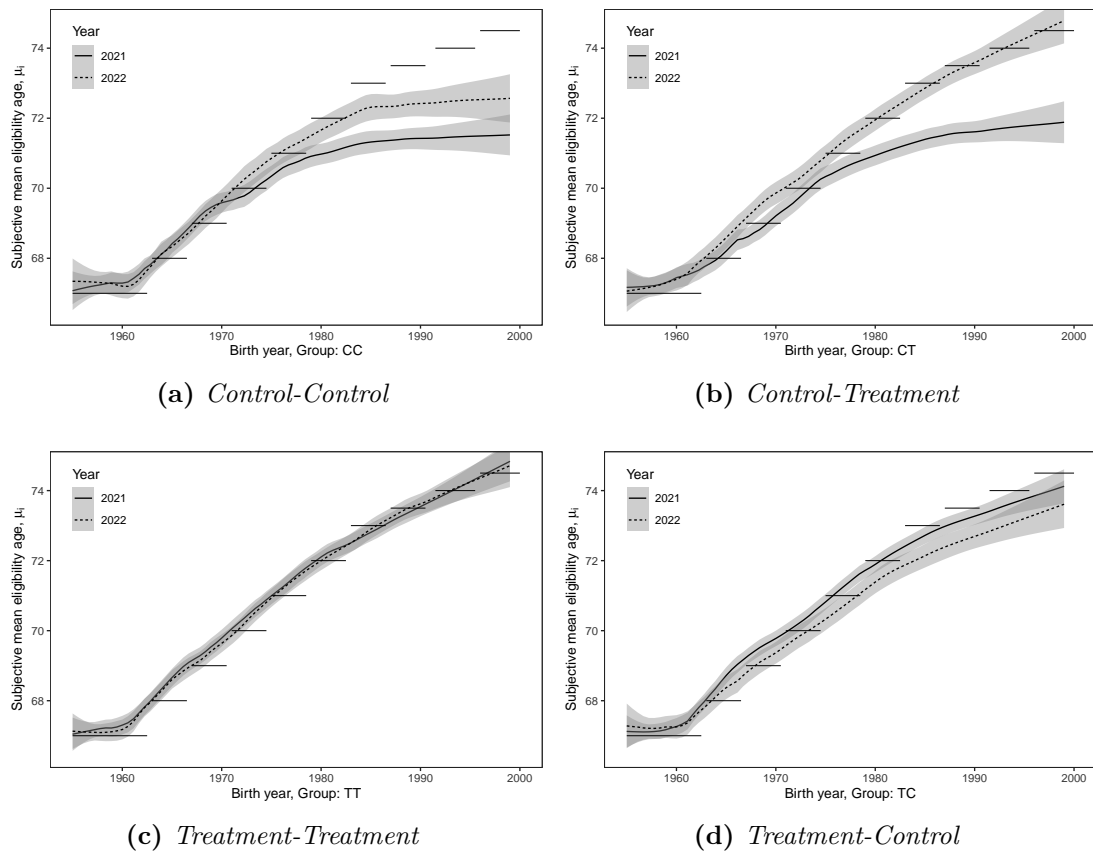 Year
2021
2022
Subjective mean eligibility age, μi
74
72
70
68
1960 1970 1980 1990 2000
Birth year, Group: CC
(a) Control-Control
Year
2021
2022
Subjective mean eligibility age, μi
74
72
70
68
1960 1970 1980 1990 2000
Birth year, Group: CT
(b) Control-Treatment
Year
2021
2022
Subjective mean eligibility age, μi
74
72
70
68
1960 1970 1980 1990 2000
Birth year, Group: TT
(c) Treatment-Treatment
Year
2021
2022
Subjective mean eligibility age, μi
74
72
70
68
1960 1970 1980 1990 2000
Birth year, Group: TC
(d) Treatment-Control